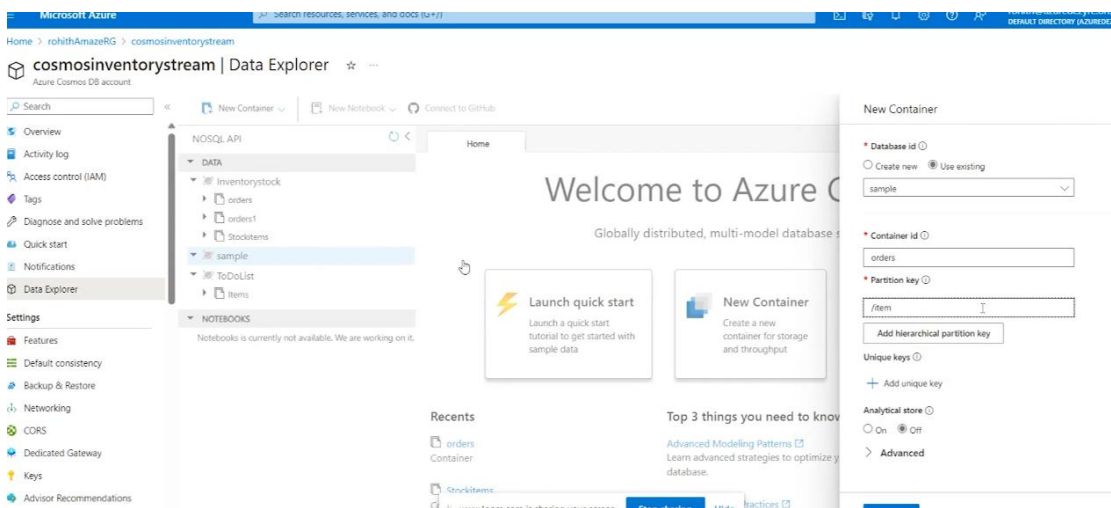 Microsoft Azure
Search resources, services, and docs (G+/)
DEFAULT DIRECTORY (AZUREDE
Home > rohithAmazeRG > cosmosinventorystream
cosmosinventorystream | Data Explorer
Azure Cosmos DB account
Search
Overview
Activity log
Access control (IAM)
Tags
Diagnose and solve problems
Quick start
Notifications
Data Explorer
Settings
Features
Default consistency
Backup & Restore
Networking
CORS
Dedicated Gateway
Keys
Advisor Recommendations
New Container
New Notebook
Connect to GitHub
NOSQL API
DATA
Inventorystock
orders
orders1
Stockitems
sample
ToDoList
Items
NOTEBOOKS
Notebooks is currently not available. We are working on it.
Home
Welcome to Azure C
Globally distributed, multi-model database s
Launch quick start
Launch a quick start
tutorial to get started with
sample data
New Container
Create a new
container for storage
and throughput
Recents
orders
Container
Stockitems
Top 3 things you need to know
Advanced Modeling Patterns
Learn advanced strategies to optimize y
database.
is sharing your screen.
Stop sharing
Hide
New Container
* Database id
Create new
Use existing
sample
* Container id
orders
* Partition key
/item
Add hierarchical partition key
Unique keys
+ Add unique key
Analytical store
On
Off
Advanced